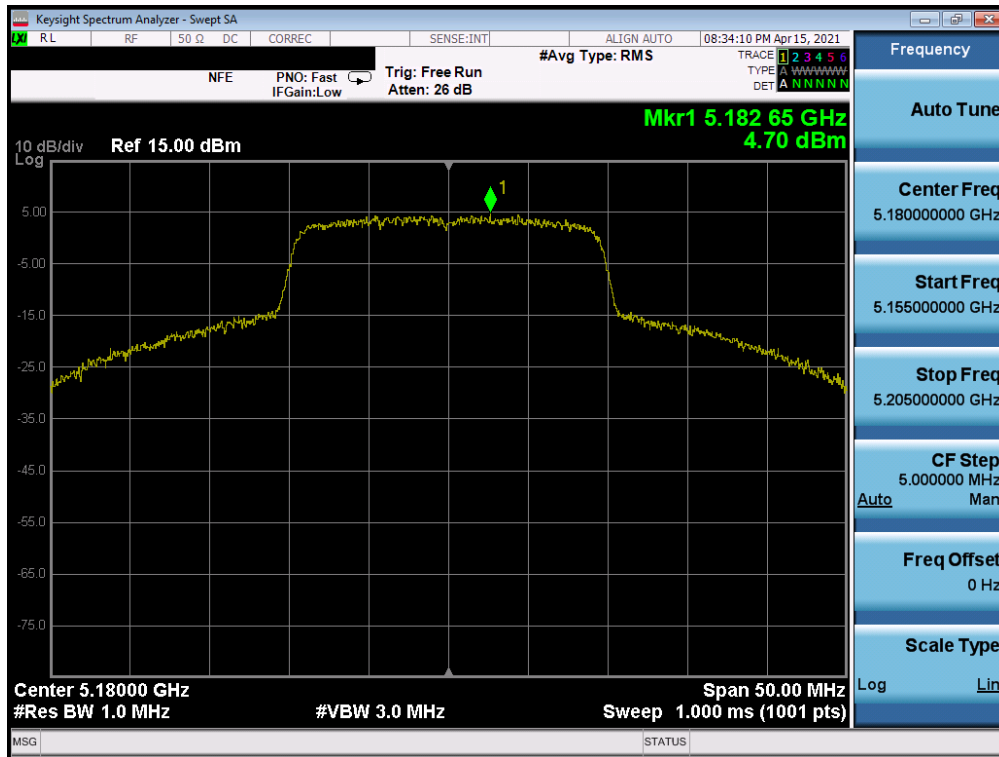 Keysight Spectrum Analyzer - Swept SA
LXI RL RF 50 Ω DC CORREC SENSE:INT ALIGN AUTO 08:34:10 PM Apr 15, 2021
#Avg Type: RMS
TRACE 1 2 3 4 5 6
TYPE A WWWWW
DET A N N N N N
NFE PNO: Fast Trig: Free Run
IFGain:Low Atten: 26 dB
Mkr1 5.182 65 GHz
4.70 dBm
10 dB/div Ref 15.00 dBm
Log
1
5.00
-5.00
-15.0
-25.0
-35.0
-45.0
-55.0
-65.0
-75.0
Center 5.18000 GHz Span 50.00 MHz
#Res BW 1.0 MHz #VBW 3.0 MHz Sweep 1.000 ms (1001 pts)
MSG STATUS
Frequency
Auto Tune
Center Freq
5.180000000 GHz
Start Freq
5.155000000 GHz
Stop Freq
5.205000000 GHz
CF Step
5.000000 MHz
Auto Man
Freq Offset
0 Hz
Scale Type
Log Lin